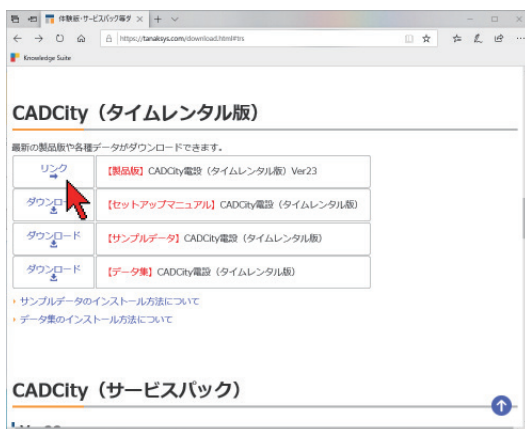 体験版・サービスパック等ダ
https://tanaksys.com/download.html#trs
Knowledge Suite
CADCity（タイムレンタル版）
最新の製品版や各種データがダウンロードできます。
リンク 【製品版】CADCity電設（タイムレンタル版）Ver23
ダウンロード 【セットアップマニュアル】CADCity電設（タイムレンタル版）
ダウンロード 【サンプルデータ】CADCity電設（タイムレンタル版）
ダウンロード 【データ集】CADCity電設（タイムレンタル版）
サンプルデータのインストール方法について
データ集のインストール方法について
CADCity（サービスパック）